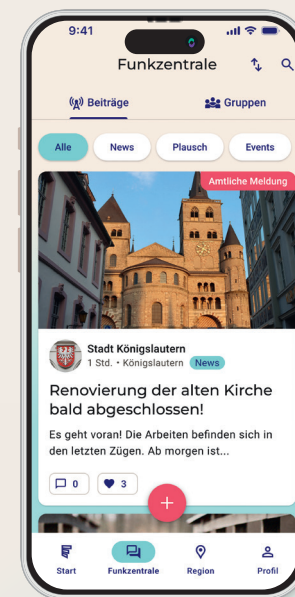 9:41
Funkzentrale
Beiträge
Gruppen
Alle
News
Plausch
Events
Amtliche Meldung
Stadt Königslautern
1 Std. • Königslautern News
Renovierung der alten Kirche
bald abgeschlossen!
Es geht voran! Die Arbeiten befinden sich in
den letzten Zügen. Ab morgen ist...
0
3
Start
Funkzentrale
Region
Profil